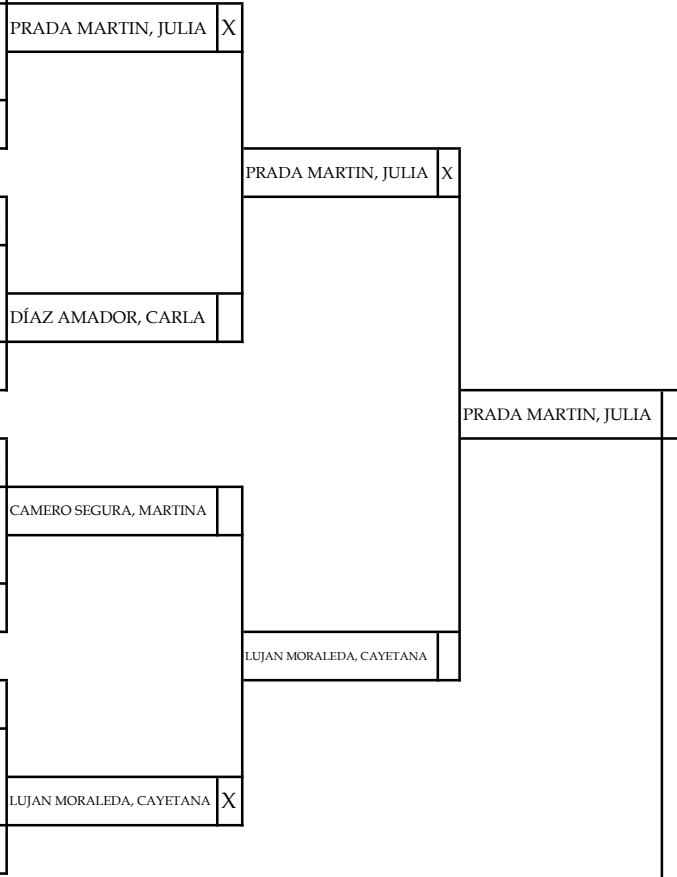 PRADA MARTIN, JULIA X
PRADA MARTIN, JULIA X
DÍAZ AMADOR, CARLA
PRADA MARTIN, JULIA
CAMERO SEGURA, MARTINA
LUJAN MORALEDA, CAYETANA
LUJAN MORALEDA, CAYETANA X